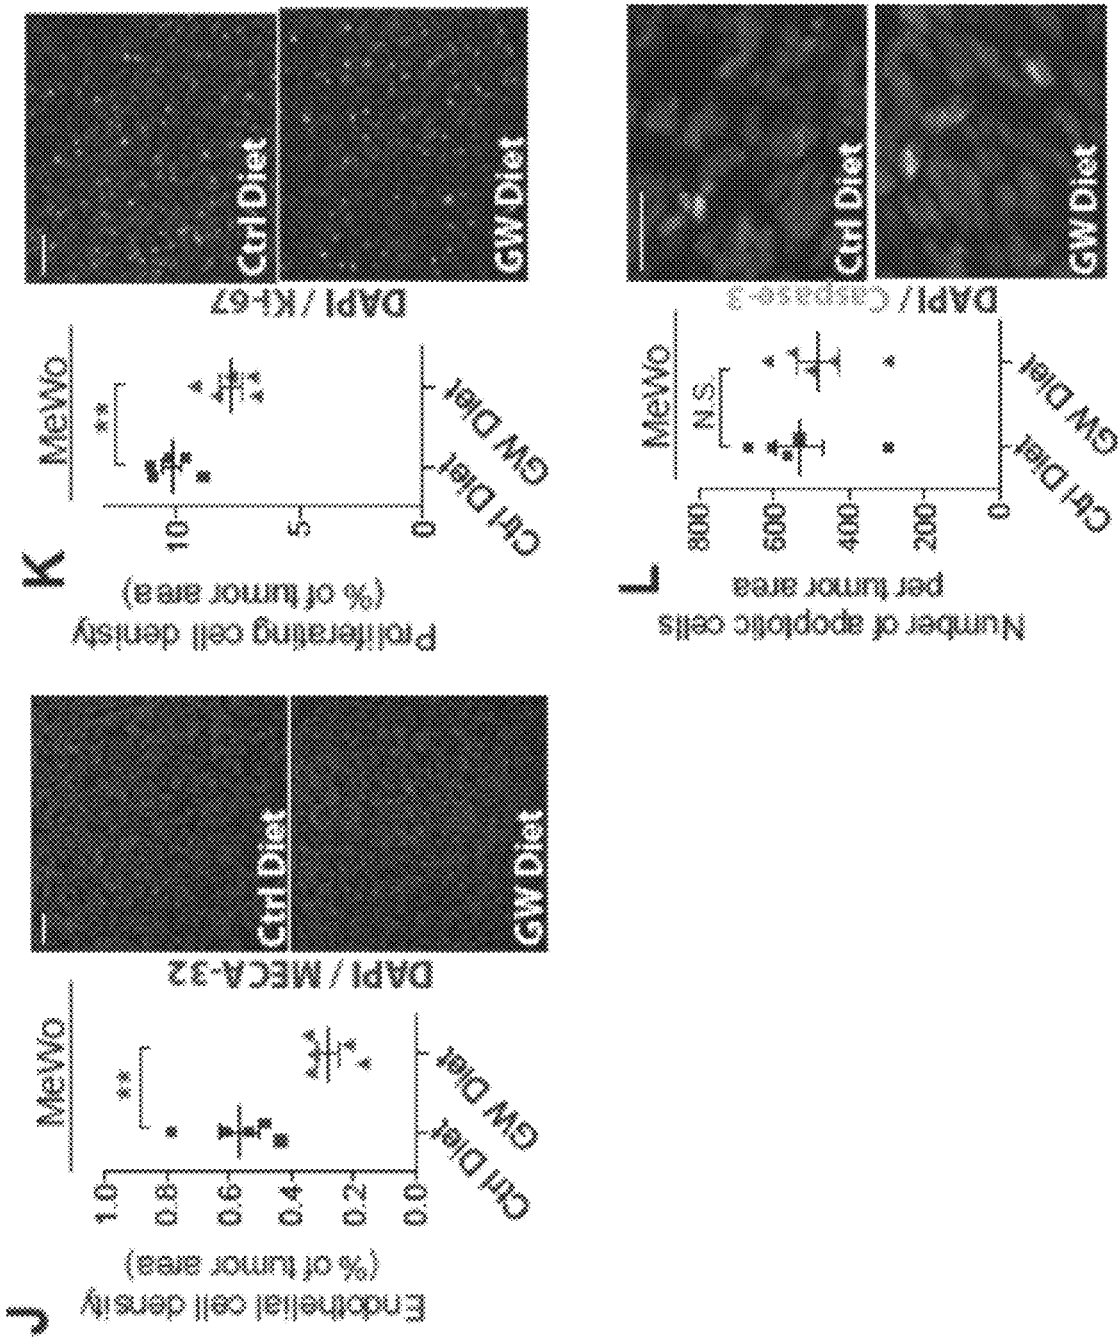 J
Endothelial cell density
(% of tumor area)
MeWo
**
1.0
0.8
0.6
0.4
0.2
0.0
Ctrl Diet
GW Diet
DAPI / MECA-32
Ctrl Diet
GW Diet
K
Proliferating cell denisty
(% of tumor area)
MeWo
**
10
5
0
Ctrl Diet
GW Diet
DAPI / KI-67
Ctrl Diet
GW Diet
L
Number of apoptotic cells
per tumor area
MeWo
N.S.
800
600
400
200
0
Ctrl Diet
GW Diet
DAPI / Caspase-3
Ctrl Diet
GW Diet